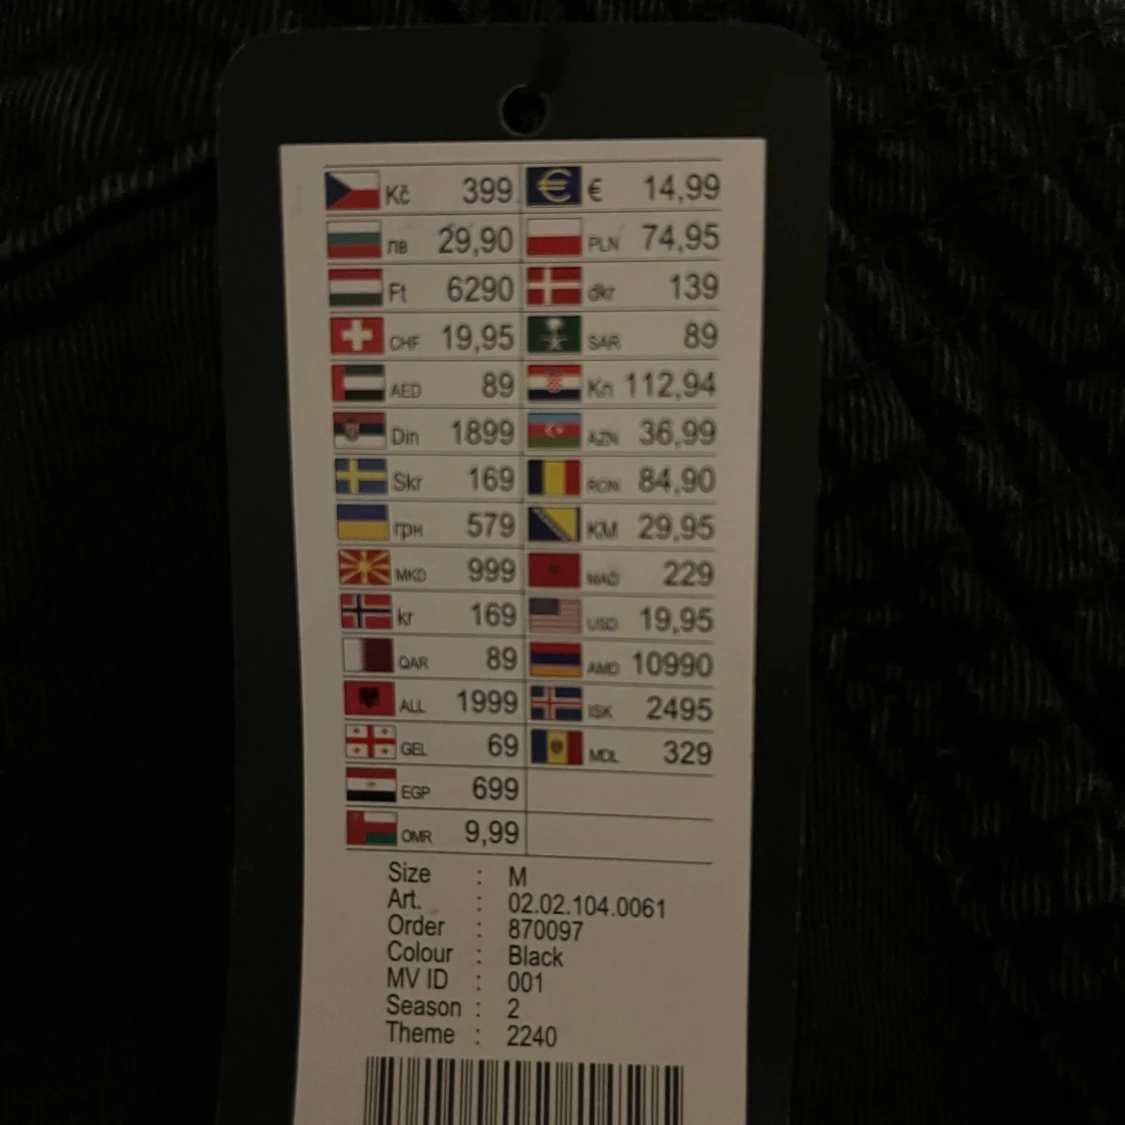 Kč 399 € 14,99
лв 29,90 PLN 74,95
Ft 6290 dkr 139
CHF 19,95 SAR 89
AED 89 Kn 112,94
Din 1899 AZN 36,99
Skr 169 RON 84,90
грн 579 KM 29,95
MKD 999 MAD 229
kr 169 USD 19,95
QAR 89 AMD 10990
ALL 1999 ISK 2495
GEL 69 MDL 329
EGP 699
OMR 9,99
Size : M
Art. : 02.02.104.0061
Order : 870097
Colour : Black
MV ID : 001
Season : 2
Theme : 2240